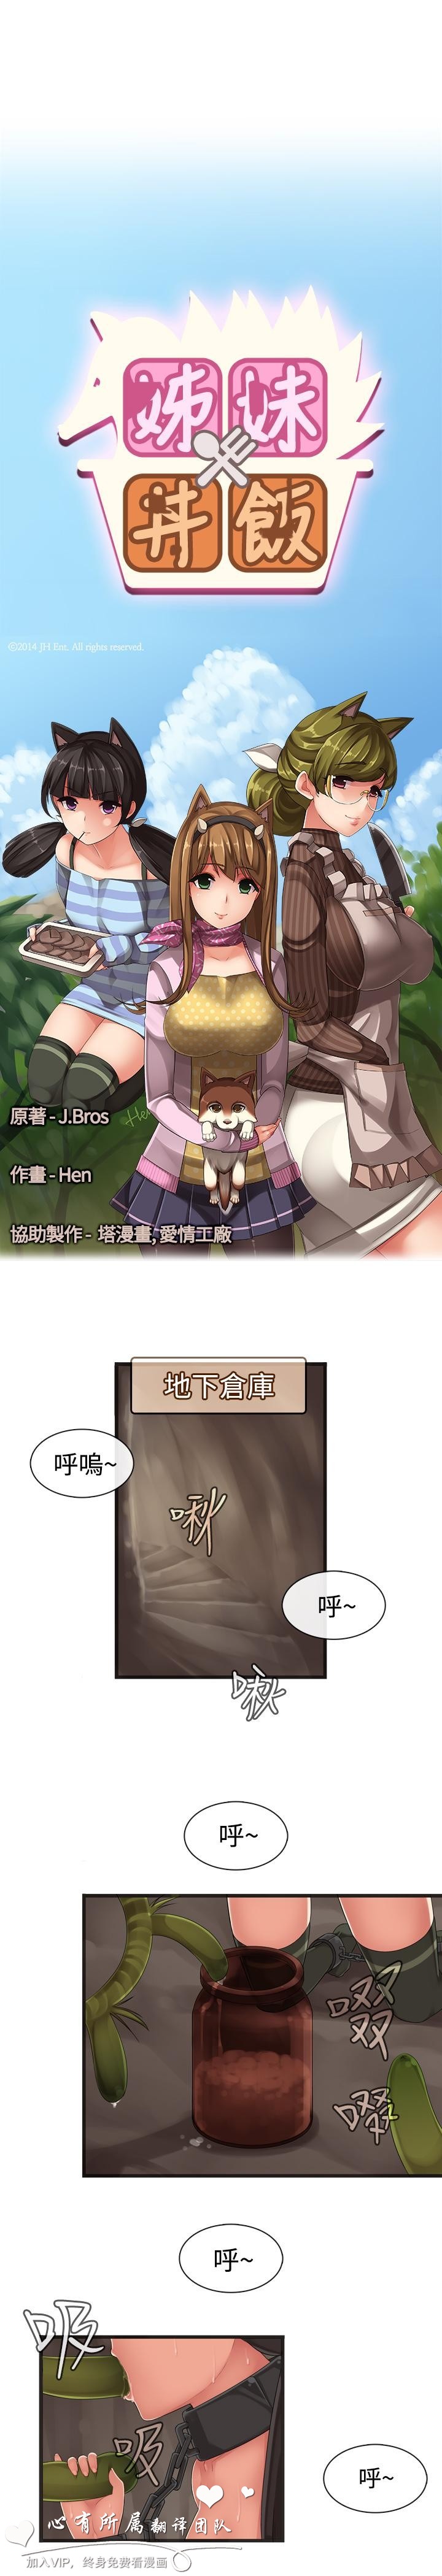 姊妹
丼飯
©2014 JH Ent. All rights reserved.
原著 - J.Bros
作畫 - Hen
協助製作 - 塔漫畫, 愛情工廠
地下倉庫
呼嗚~
啾
呼~
啾
呼~
啜
啜
呼~
吸
吸
呼~
心有所属翻译团队
加入VIP，终身免费看漫画